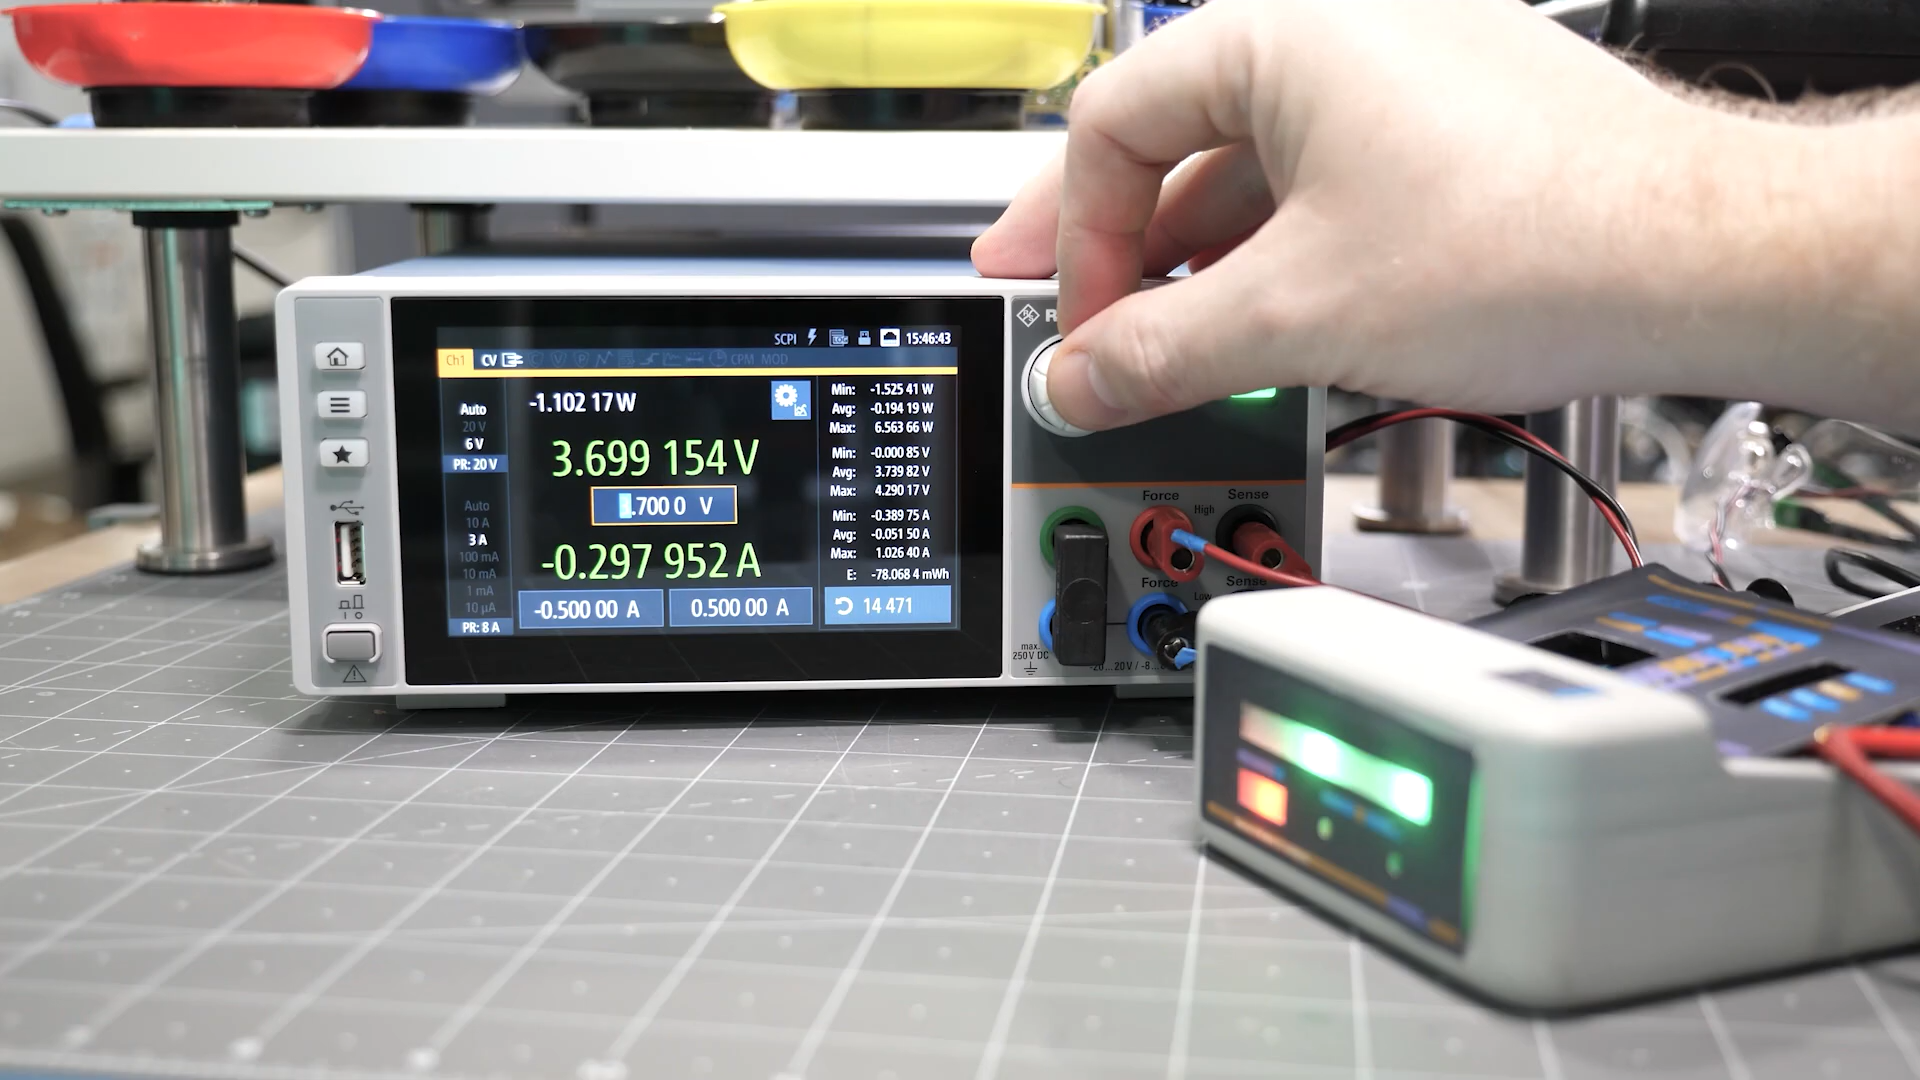 SCPI LOG 15:46:43
Ch1 CV CPM MOD
Auto
20 V
6 V
PR: 20 V
Auto
10 A
3 A
100 mA
10 mA
1 mA
10 µA
PR: 8 A
-1.102 17 W
3.699 154 V
.700 0 V
-0.297 952 A
-0.500 00 A
0.500 00 A
Min: -1.525 41 W
Avg: -0.194 19 W
Max: 6.563 66 W
Min: -0.000 85 V
Avg: 3.739 82 V
Max: 4.290 17 V
Min: -0.389 75 A
Avg: -0.051 50 A
Max: 1.026 40 A
E: -78.068 4 mWh
14 471
R
Force Sense
High
Force Sense
Low
max.
250 V DC